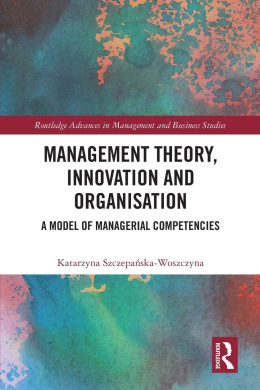 Routledge Advances in Management and Business Studies
MANAGEMENT THEORY,
INNOVATION AND
ORGANISATION
A MODEL OF MANAGERIAL COMPETENCIES
Katarzyna Szczepańska-Woszczyna
ROUTLEDGE